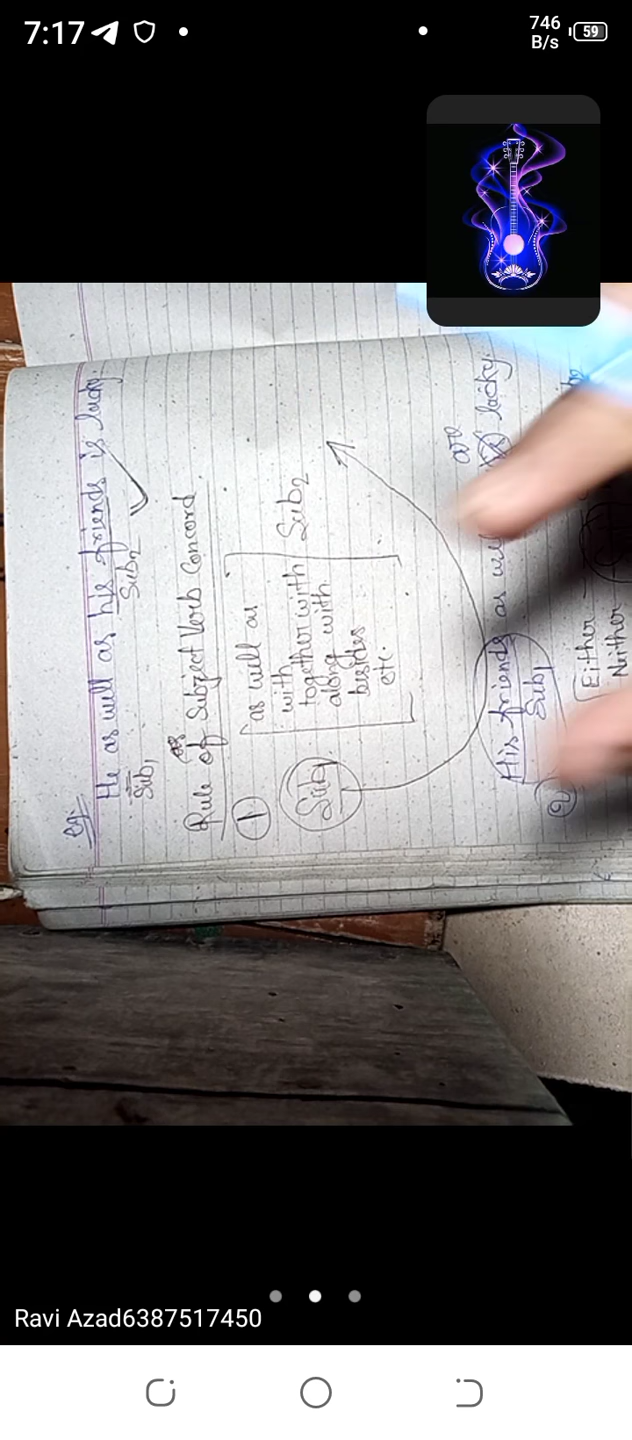 7:17
746
B/s
59
Eg:
He as well as his friends is lucky.
Sub1 Sub2
Rule of Subject Verb Concord
①
Sub1 as well as Sub2
with
together with
along with
besides
etc.
are
His friends as well lucky
Sub1
②
Either
Neither
Ravi Azad6387517450